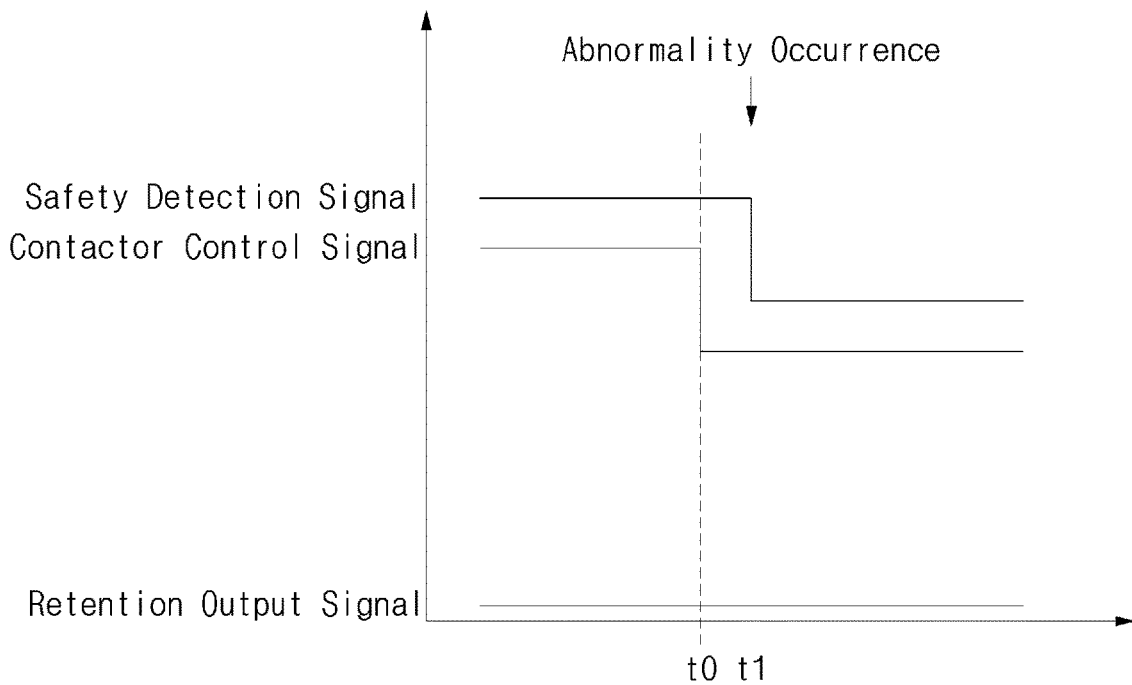 Abnormality Occurrence
Safety Detection Signal
Contactor Control Signal
Retention Output Signal
t0 t1